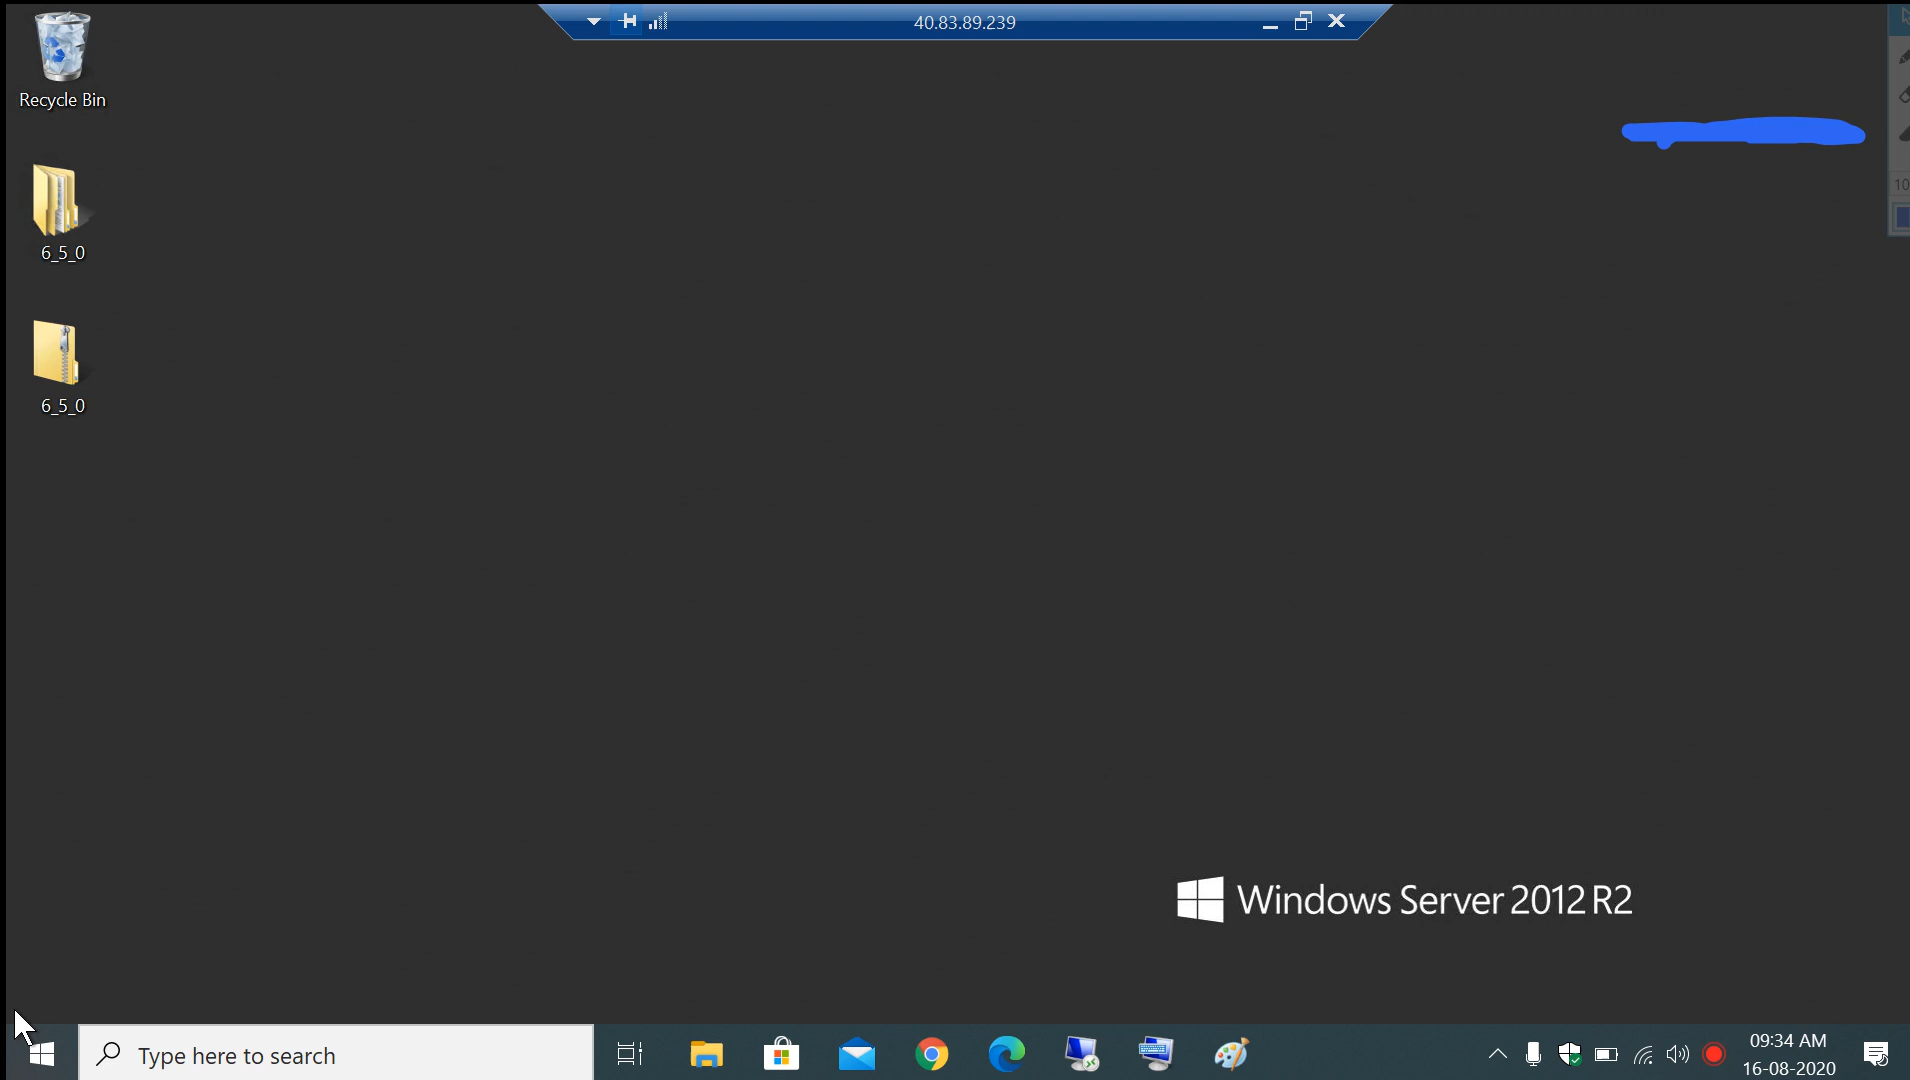 40.83.89.239
Recycle Bin
10
6_5_0
6_5_0
Windows Server 2012 R2
Type here to search
09:34 AM
16-08-2020